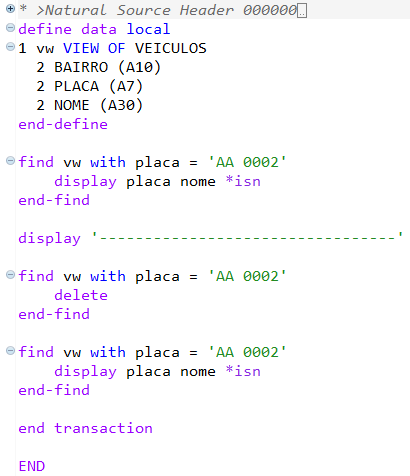 * >Natural Source Header 000000
define data local
1 vw VIEW OF VEICULOS
2 BAIRRO (A10)
2 PLACA (A7)
2 NOME (A30)
end-define
find vw with placa = 'AA 0002'
display placa nome *isn
end-find
display '---------------------------------'
find vw with placa = 'AA 0002'
delete
end-find
find vw with placa = 'AA 0002'
display placa nome *isn
end-find
end transaction
END